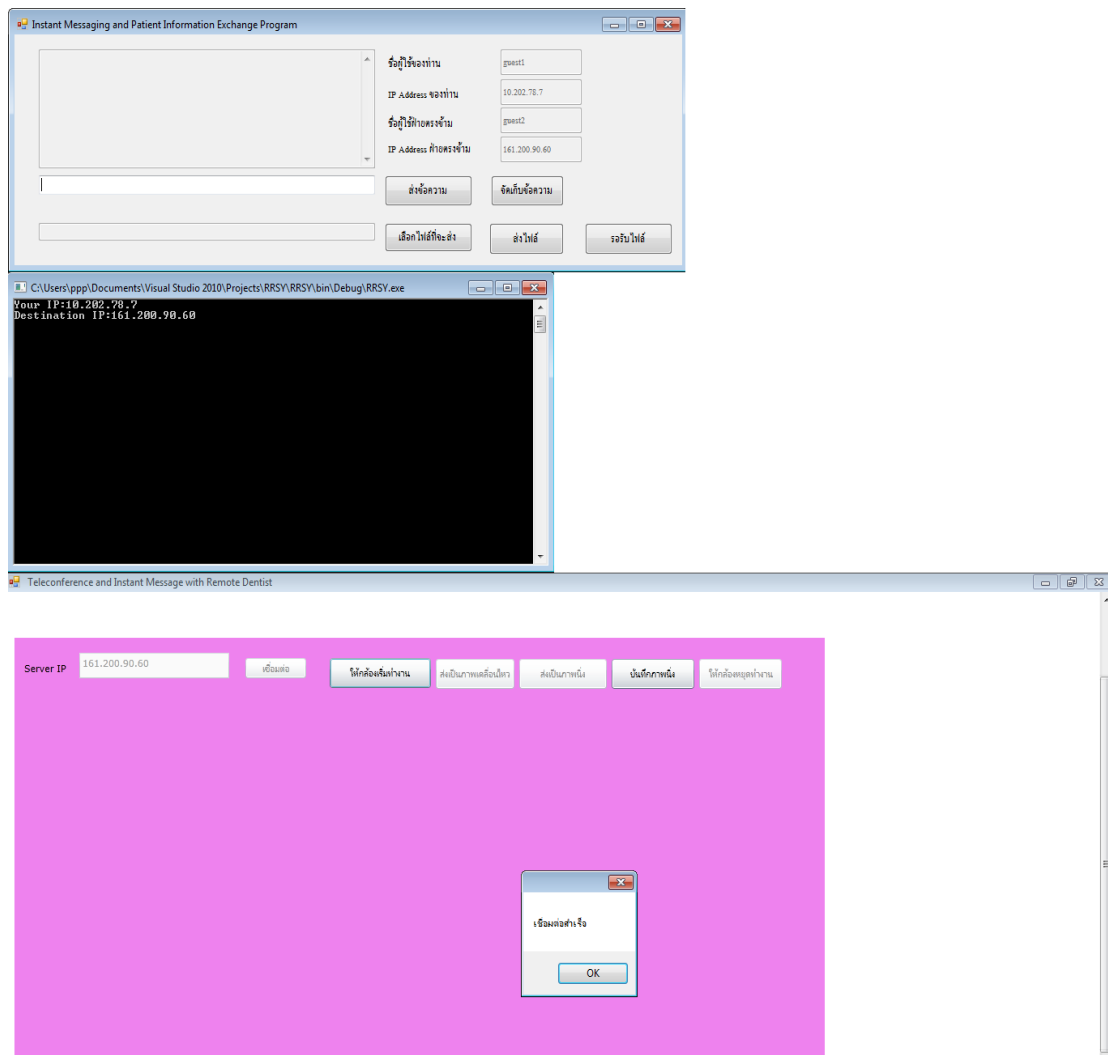 Instant Messaging and Patient Information Exchange Program
ชื่อผู้ใช้ของท่าน guest1
IP Address ของท่าน 10.202.78.7
ชื่อผู้ใช้ฝ่ายตรงข้าม guest2
IP Address ฝ่ายตรงข้าม 161.200.90.60
ส่งข้อความ จัดเก็บข้อความ
เลือกไฟล์ที่จะส่ง ส่งไฟล์ รอรับไฟล์
C:\Users\ppp\Documents\Visual Studio 2010\Projects\RRSY\RRSY\bin\Debug\RRSY.exe
Your IP:10.202.78.7
Destination IP:161.200.90.60
Teleconference and Instant Message with Remote Dentist
Server IP 161.200.90.60 เชื่อมต่อ ให้กล้องเริ่มทำงาน ส่งเป็นภาพเคลื่อนไหว ส่งเป็นภาพนิ่ง บันทึกภาพนิ่ง ให้กล้องหยุดทำงาน
เชื่อมต่อสำเร็จ
OK